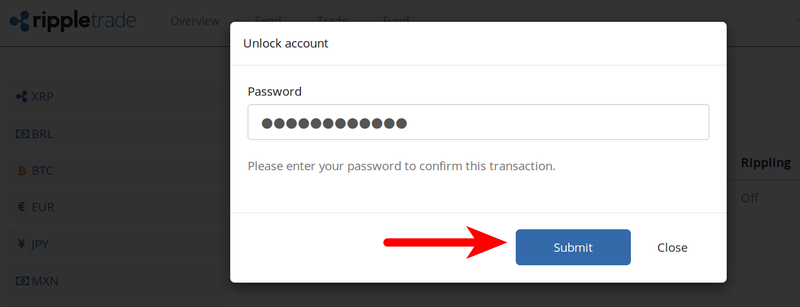 rippletrade
Overview Send Trade Fund
Unlock account
Password
●●●●●●●●●●●●
Please enter your password to confirm this transaction.
Submit Close
XRP
BRL
BTC
EUR
JPY
MXN
Rippling
Off